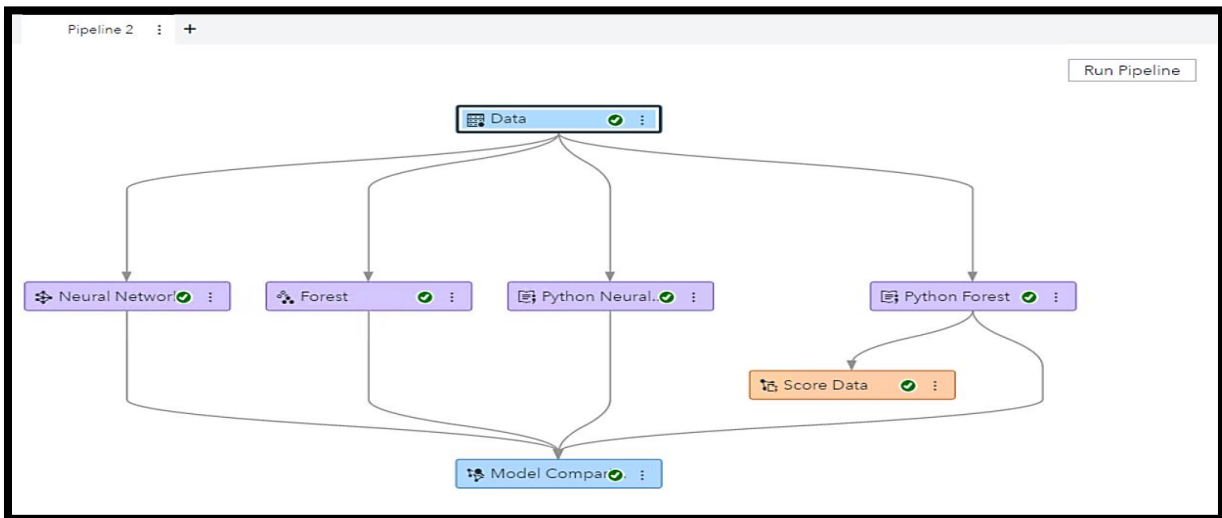 Pipeline 2
Run Pipeline
Data
Neural Networ
Forest
Python Neural..
Python Forest
Score Data
Model Compar